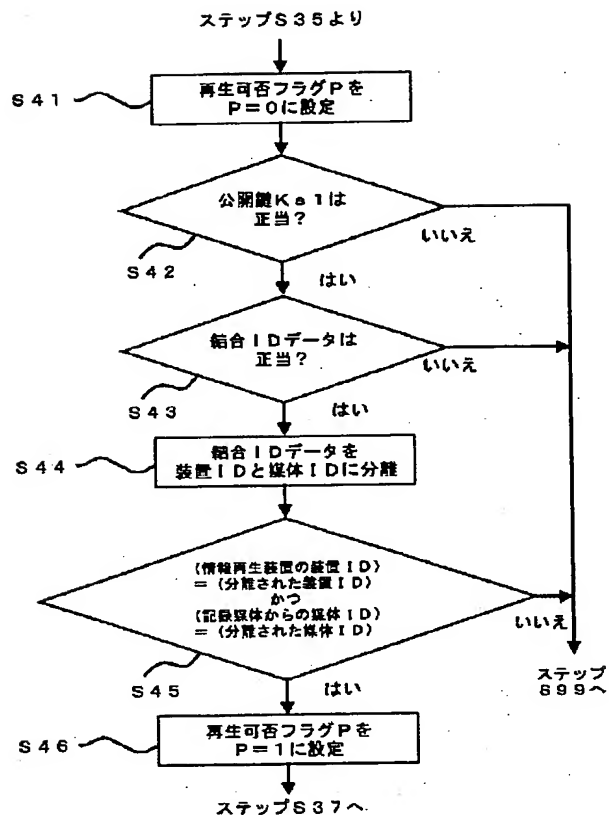 ステップS35より
S41
再生可否フラグPを
P=0に設定
公開鍵Ks1は
正当?
いいえ
S42
はい
結合IDデータは
正当?
いいえ
S43
はい
S44
結合IDデータを
装置IDと媒体IDに分離
(情報再生装置の装置ID)
=(分離された装置ID)
かつ
(記録媒体からの媒体ID)
=(分離された媒体ID)
いいえ
S45
はい
ステップ
S99へ
S46
再生可否フラグPを
P=1に設定
ステップS37へ